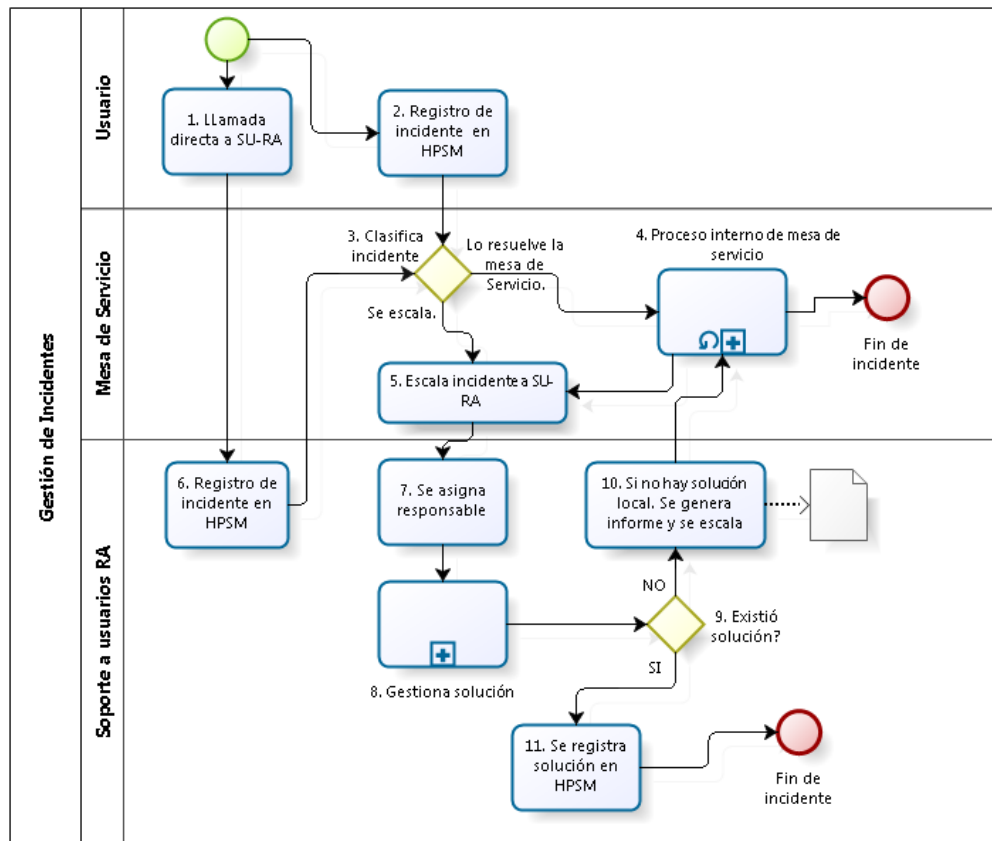 Gestión de Incidentes
Usuario
1. LLamada
directa a SU-RA
2. Registro de
incidente en
HPSM
Mesa de Servicio
3. Clasifica
incidente
Lo resuelve la
mesa de
Servicio.
Se escala.
4. Proceso interno de mesa de
servicio
Fin de
incidente
5. Escala incidente a SU-
RA
Soporte a usuarios RA
6. Registro de
incidente en
HPSM
7. Se asigna
responsable
8. Gestiona solución
9. Existió
solución?
NO
SI
10. Si no hay solución
local. Se genera
informe y se escala
11. Se registra
solución en
HPSM
Fin de
incidente